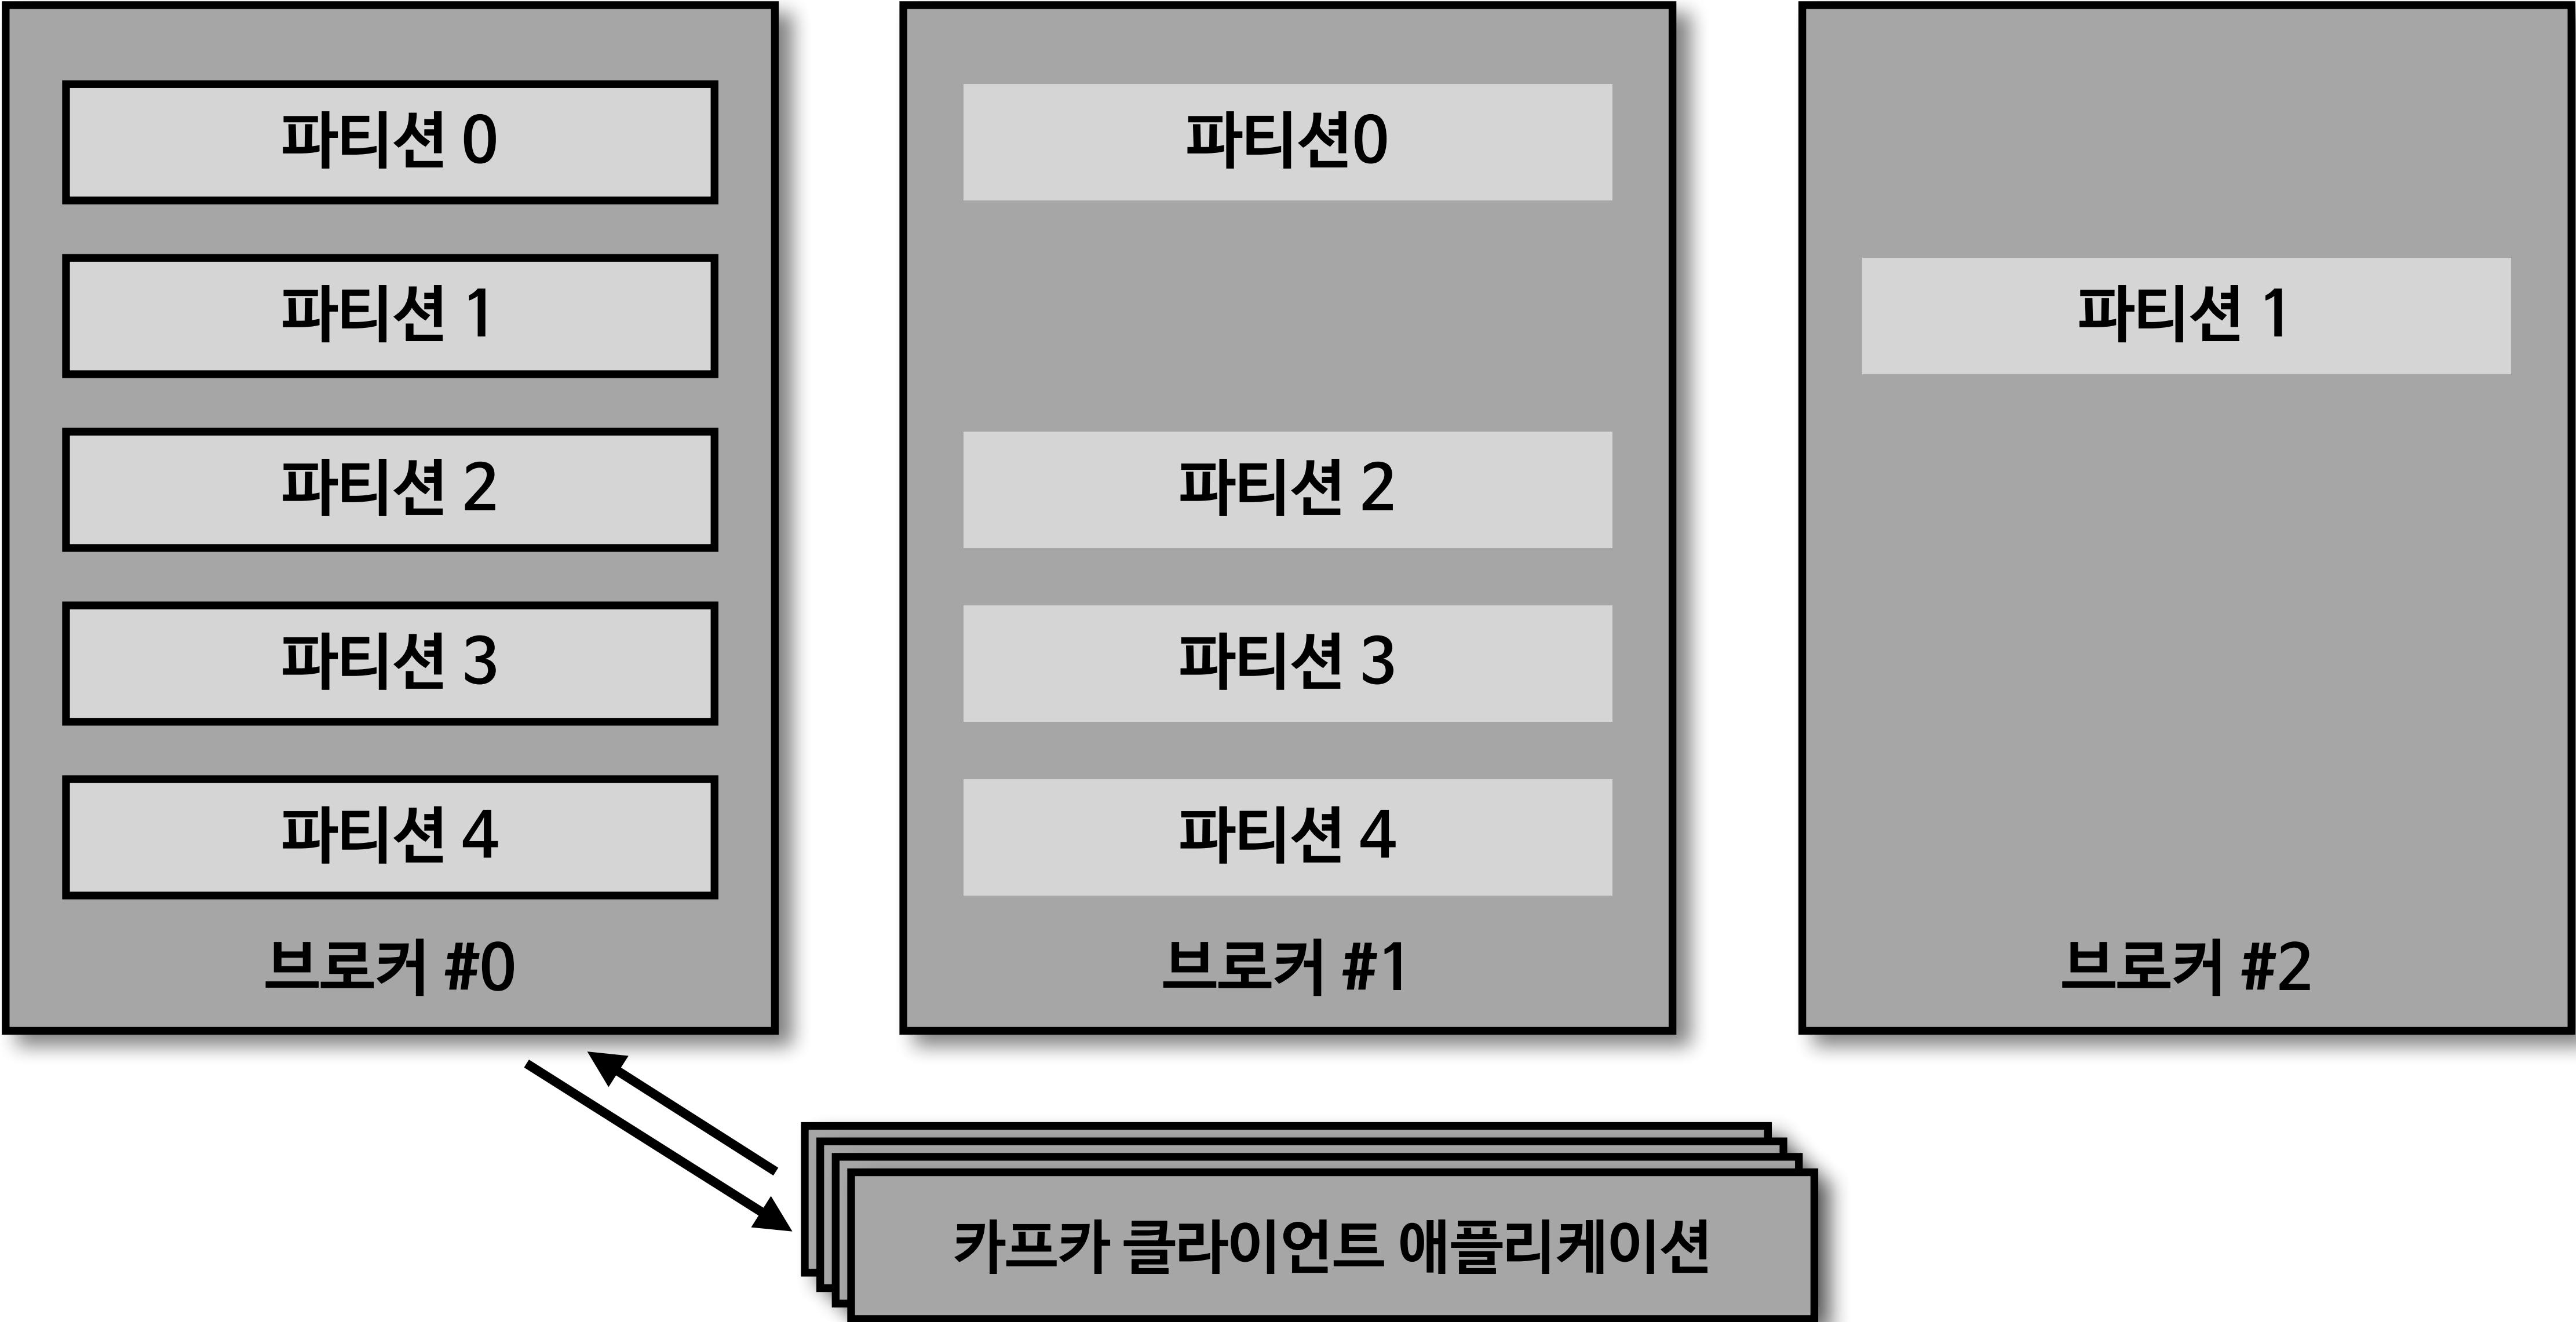 파티션 0
파티션 1
파티션 2
파티션 3
파티션 4
브로커 #0
파티션0
파티션 2
파티션 3
파티션 4
브로커 #1
파티션 1
브로커 #2
카프카 클라이언트 애플리케이션